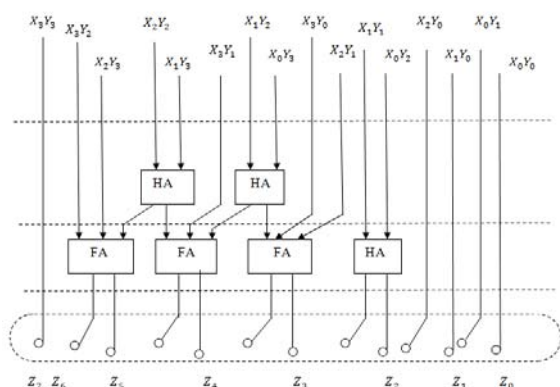 X₃Y₃ X₃Y₂ X₂Y₂ X₁Y₂ X₃Y₀ X₁Y₁ X₂Y₀ X₀Y₁
X₂Y₃ X₁Y₃ X₃Y₁ X₀Y₃ X₂Y₁ X₀Y₂ X₁Y₀ X₀Y₀
HA HA
FA FA FA HA
Z₇ Z₆ Z₅ Z₄ Z₃ Z₂ Z₁ Z₀